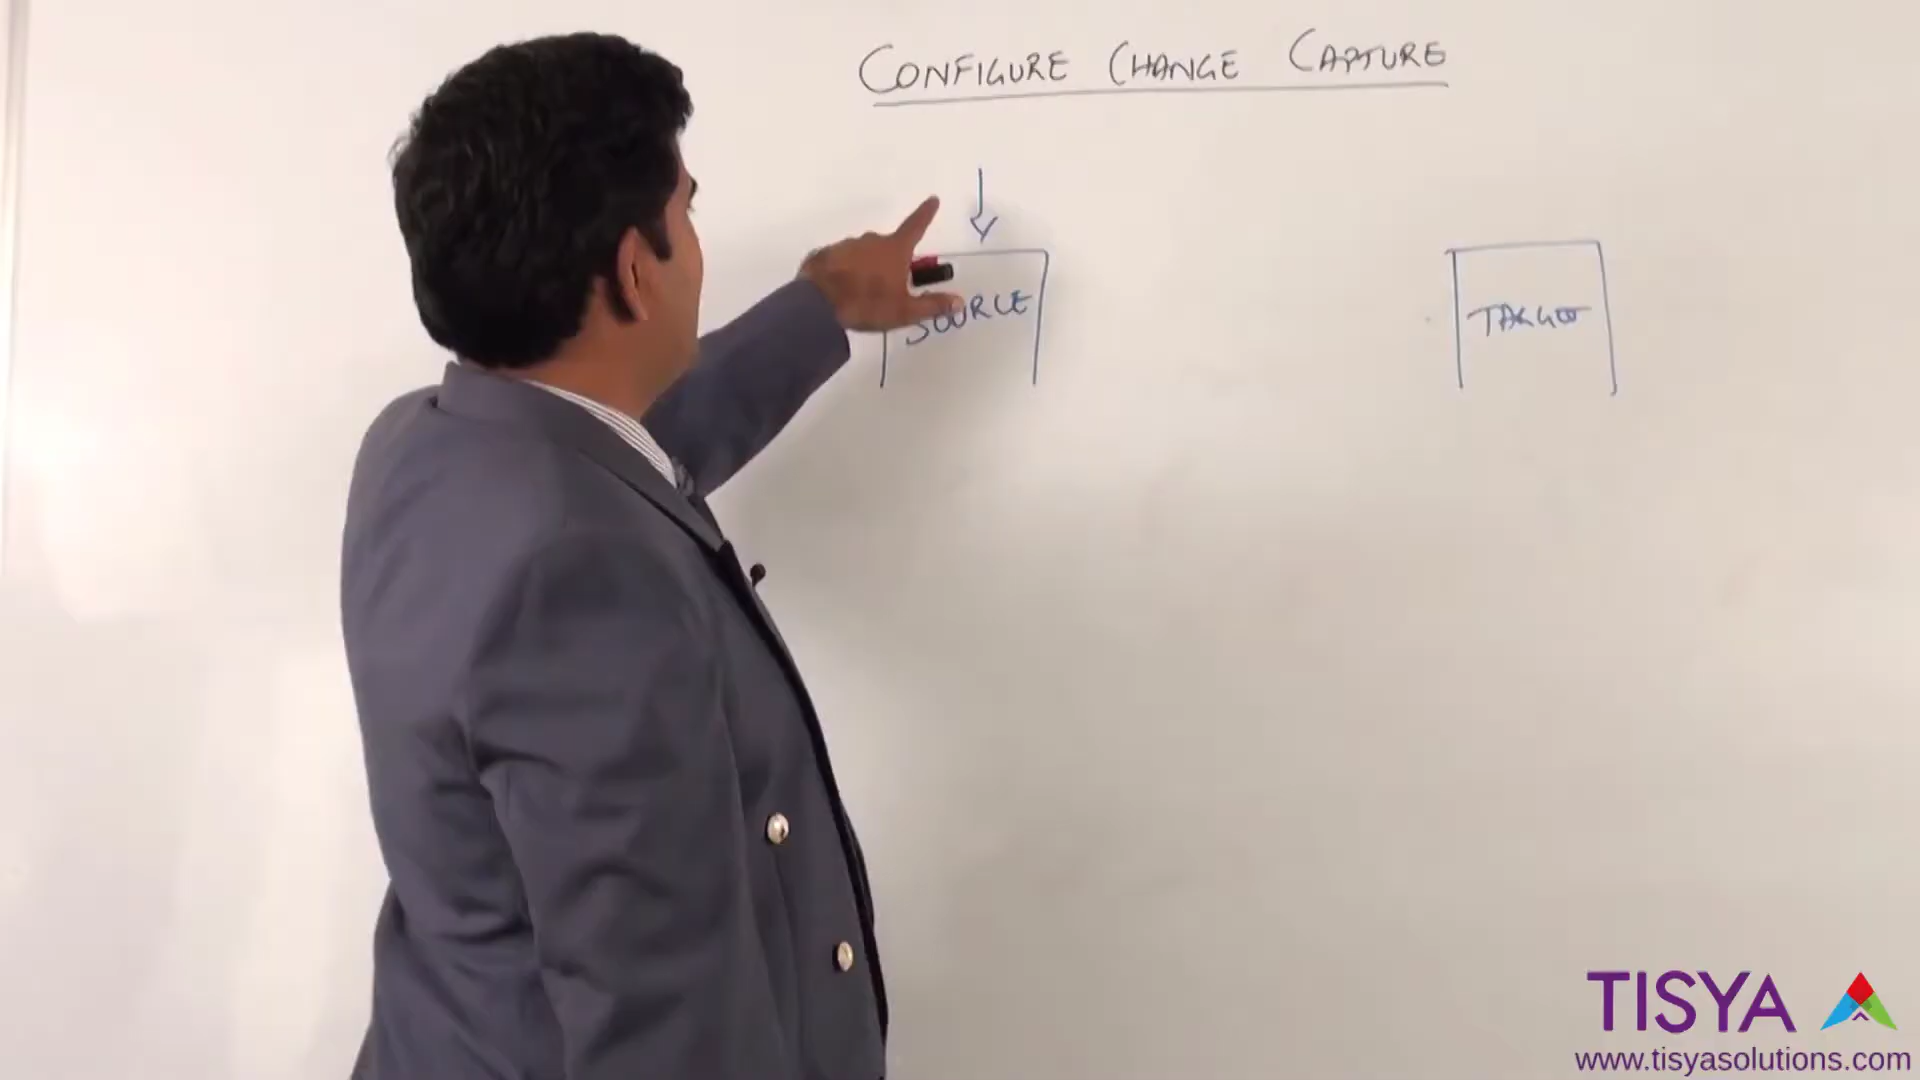 CONFIGURE CHANGE CAPTURE
SOURCE
TARGET
TISYA
www.tisyasolutions.com